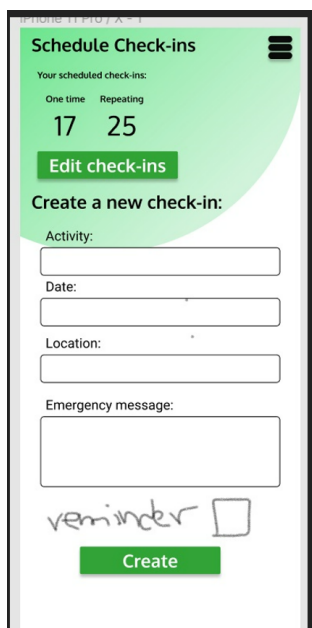 iPhone 11 Pro / X - 1
Schedule Check-ins
Your scheduled check-ins:
One time Repeating
17 25
Edit check-ins
Create a new check-in:
Activity:
Date:
Location:
Emergency message:
reminder
Create